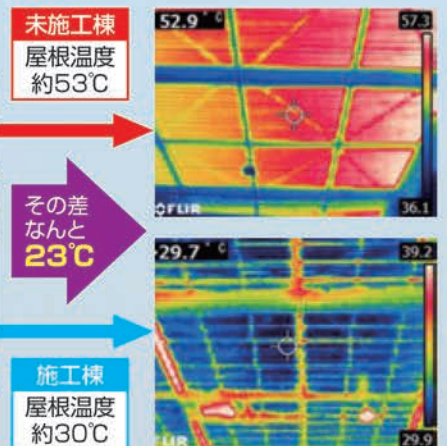 未施工棟
屋根温度
約53℃
52.9 °C
57.3
36.1
FLIR
その差
なんと
23℃
29.7 °C
39.2
施工棟
屋根温度
約30℃